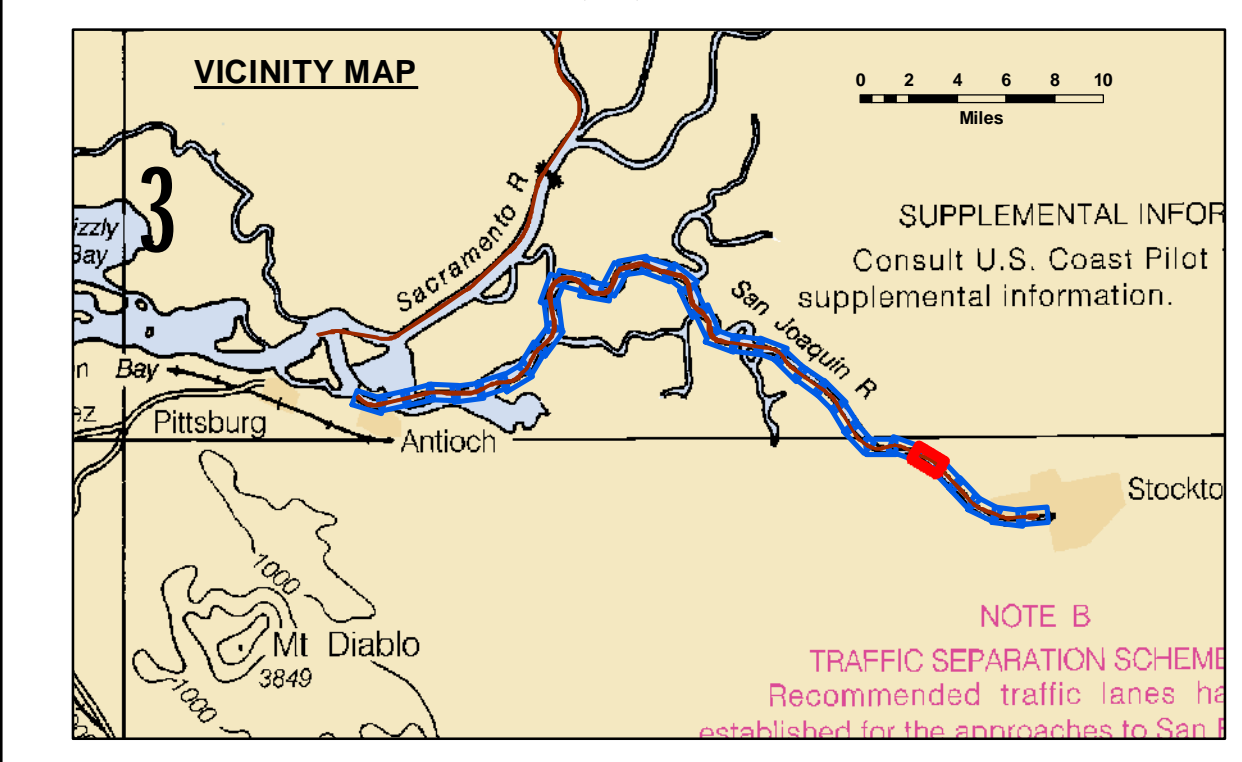 VICINITY MAP
0 2 4 6 8 10
Miles
3
izzly
Bay
Sacramento R
SUPPLEMENTAL INFOR
Consult U.S. Coast Pilot
supplemental information.
San Joaquin R
n Bay
ez
Pittsburg
Antioch
Stockto
1000
Mt Diablo
3849
1000
NOTE B
TRAFFIC SEPARATION SCHEME
Recommended traffic lanes ha
established for the approaches to San F